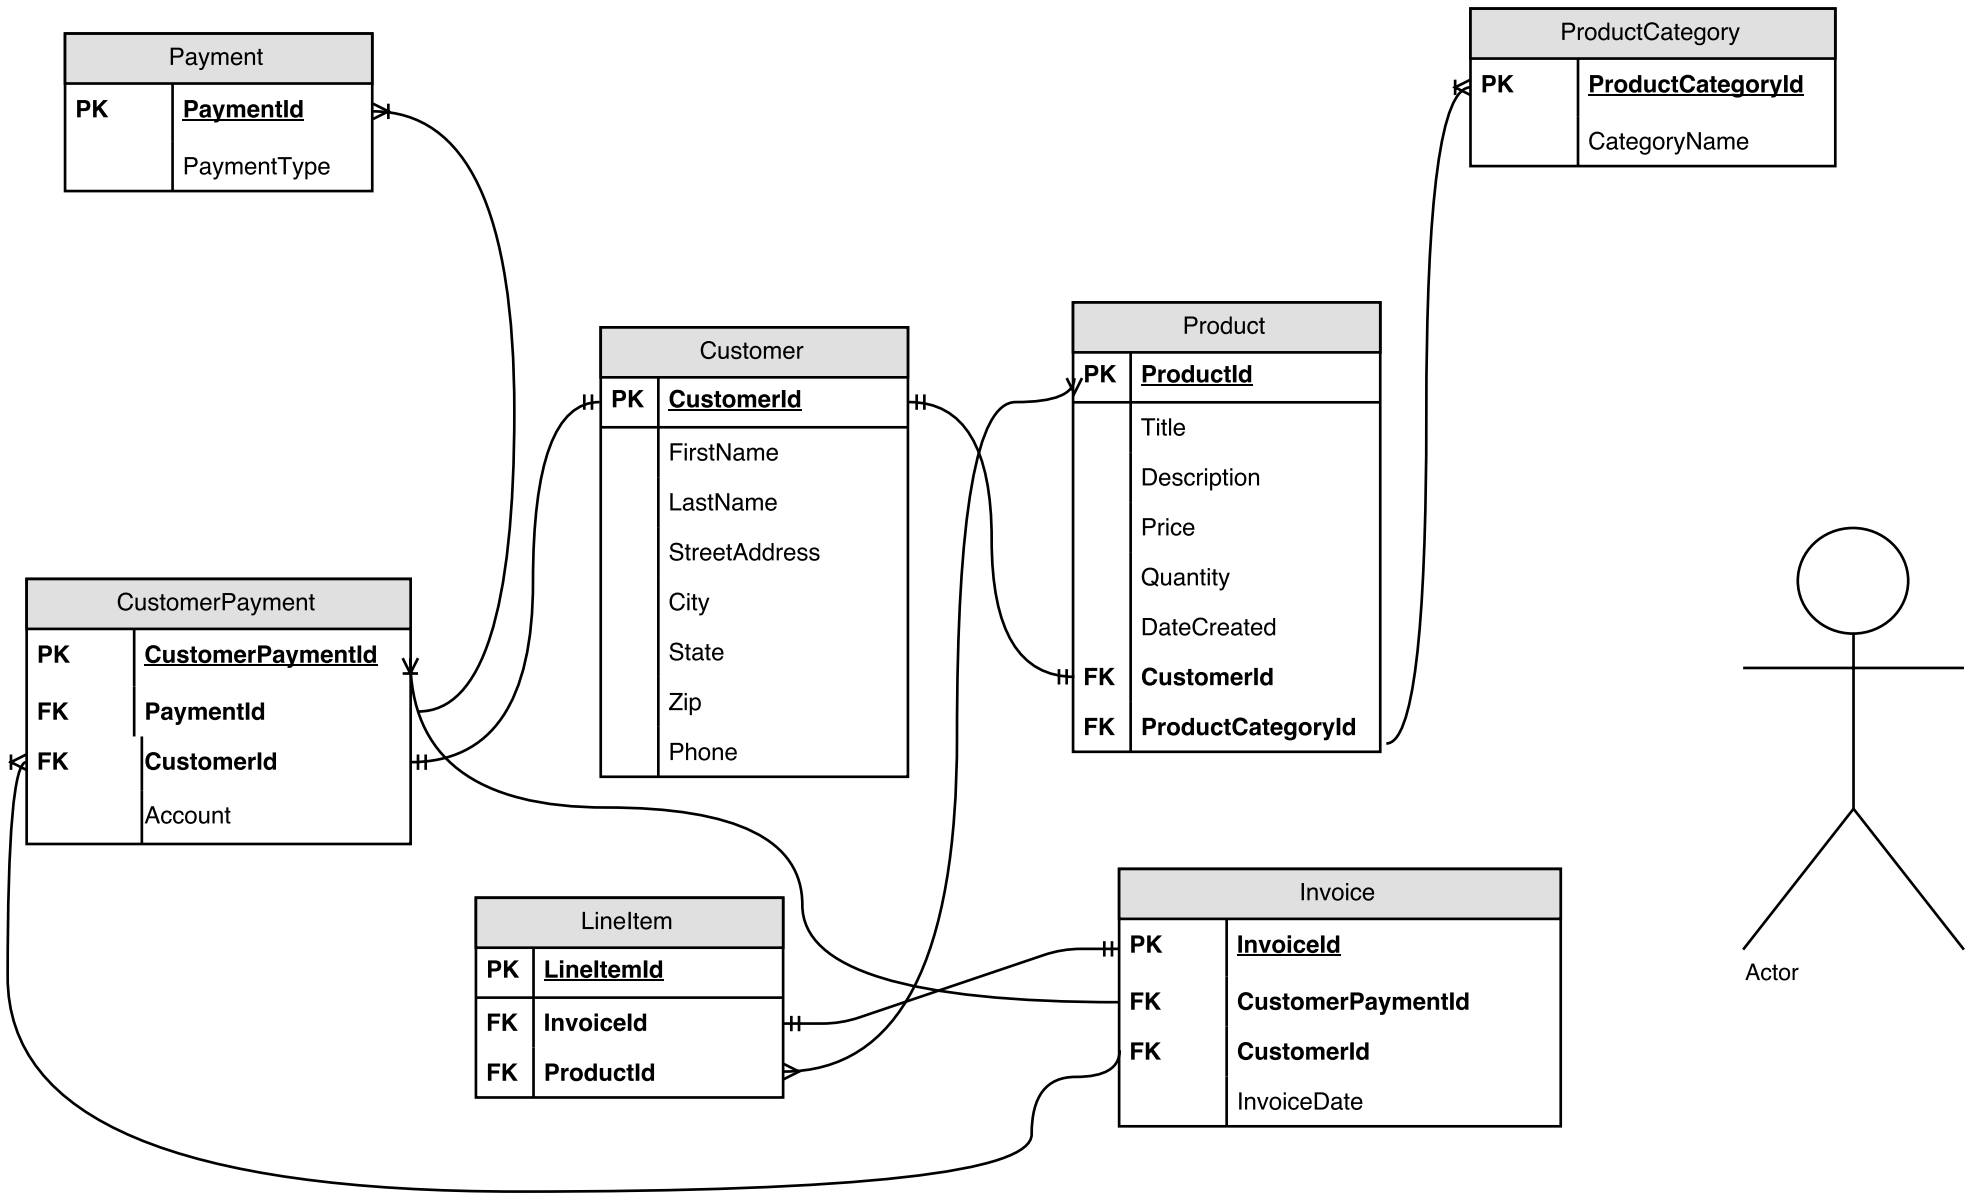 Payment
PK PaymentId
PaymentType
ProductCategory
PK ProductCategoryId
CategoryName
Customer
PK CustomerId
FirstName
LastName
StreetAddress
City
State
Zip
Phone
Product
PK ProductId
Title
Description
Price
Quantity
DateCreated
FK CustomerId
FK ProductCategoryId
CustomerPayment
PK CustomerPaymentId
FK PaymentId
FK CustomerId
Account
LineItem
PK LineItemId
FK InvoiceId
FK ProductId
Invoice
PK InvoiceId
FK CustomerPaymentId
FK CustomerId
InvoiceDate
Actor